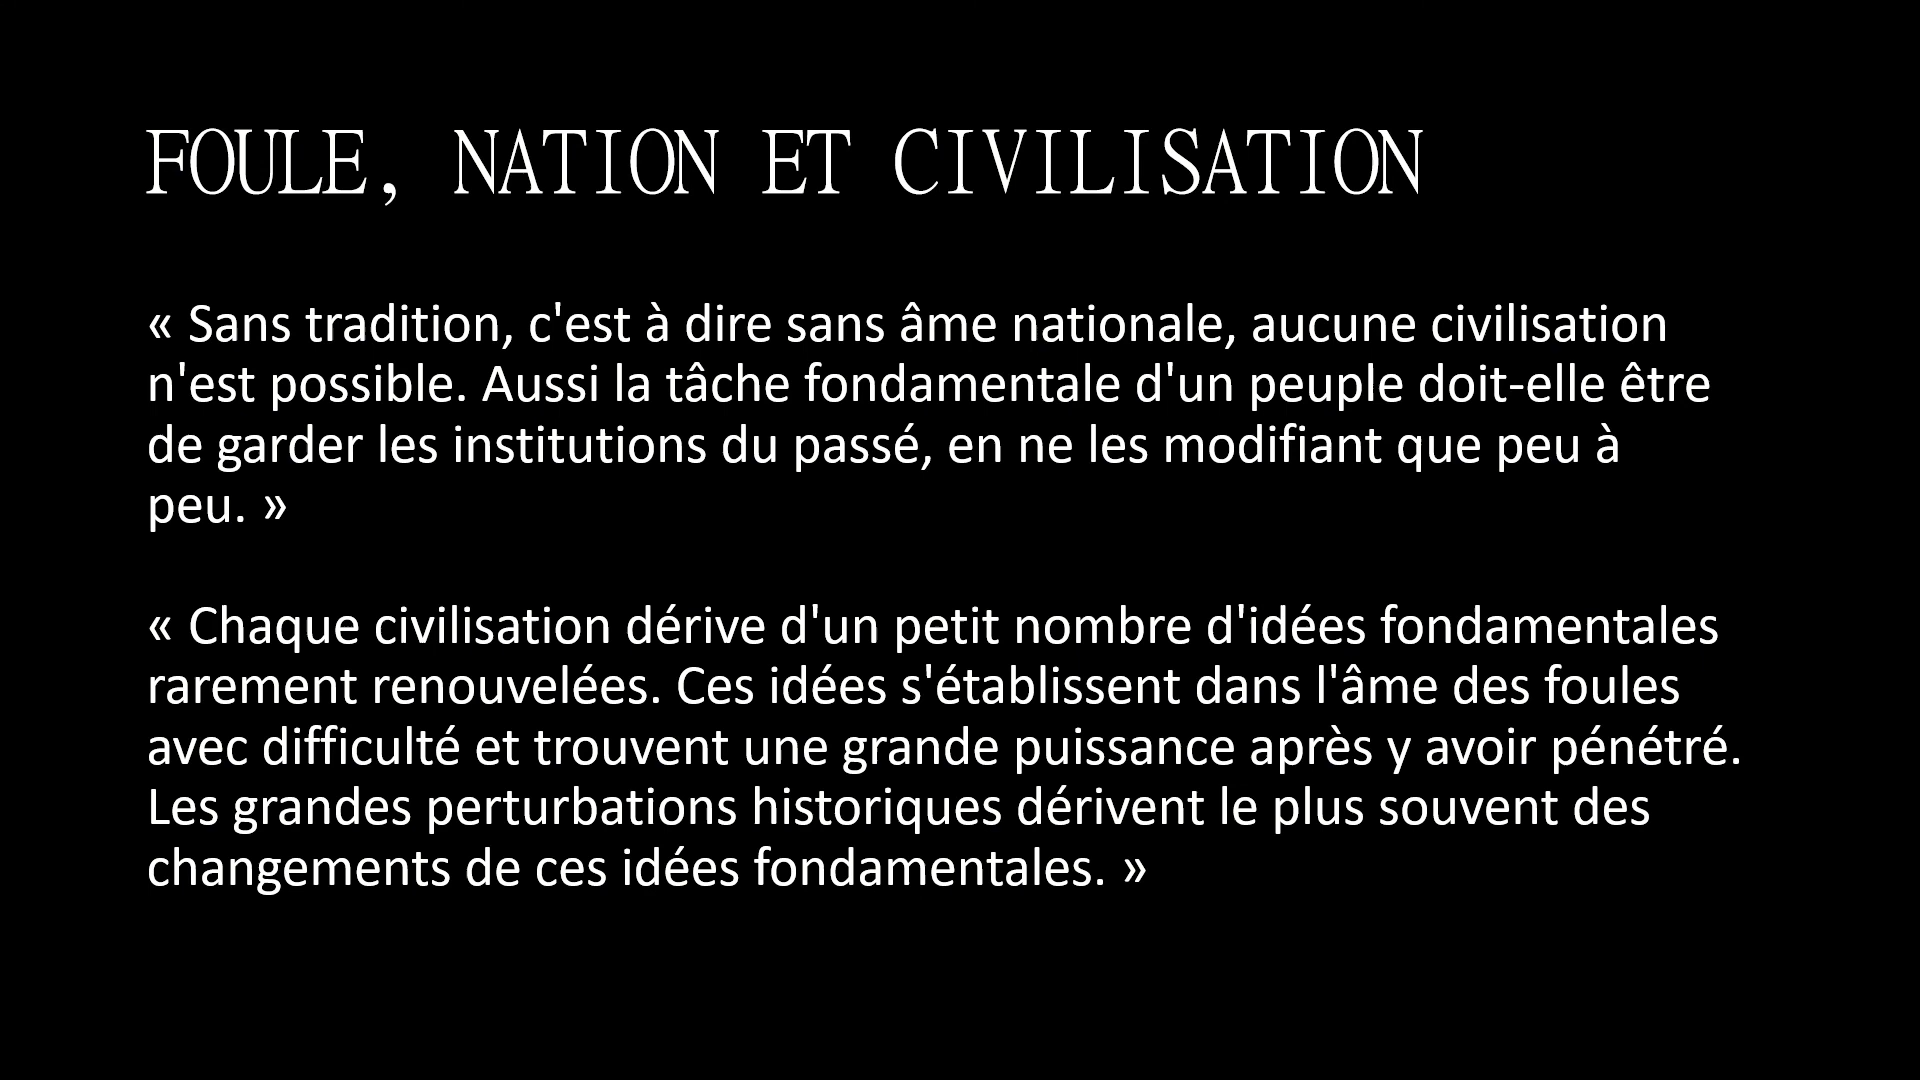 FOULE, NATION ET CIVILISATION
« Sans tradition, c'est à dire sans âme nationale, aucune civilisation
n'est possible. Aussi la tâche fondamentale d'un peuple doit-elle être
de garder les institutions du passé, en ne les modifiant que peu à
peu. »
« Chaque civilisation dérive d'un petit nombre d'idées fondamentales
rarement renouvelées. Ces idées s'établissent dans l'âme des foules
avec difficulté et trouvent une grande puissance après y avoir pénétré.
Les grandes perturbations historiques dérivent le plus souvent des
changements de ces idées fondamentales. »